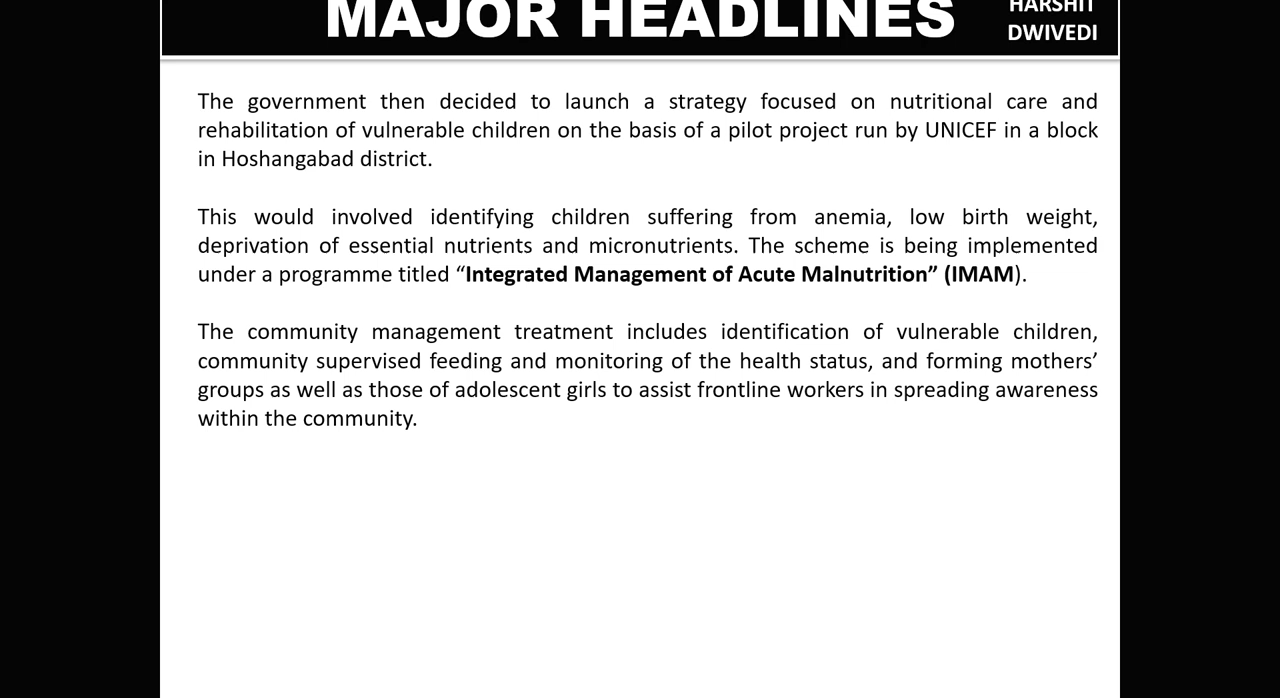 MAJOR HEADLINES
HARSHIT
DWIVEDI
The government then decided to launch a strategy focused on nutritional care and
rehabilitation of vulnerable children on the basis of a pilot project run by UNICEF in a block
in Hoshangabad district.
This would involved identifying children suffering from anemia, low birth weight,
deprivation of essential nutrients and micronutrients. The scheme is being implemented
under a programme titled “Integrated Management of Acute Malnutrition” (IMAM).
The community management treatment includes identification of vulnerable children,
community supervised feeding and monitoring of the health status, and forming mothers’
groups as well as those of adolescent girls to assist frontline workers in spreading awareness
within the community.